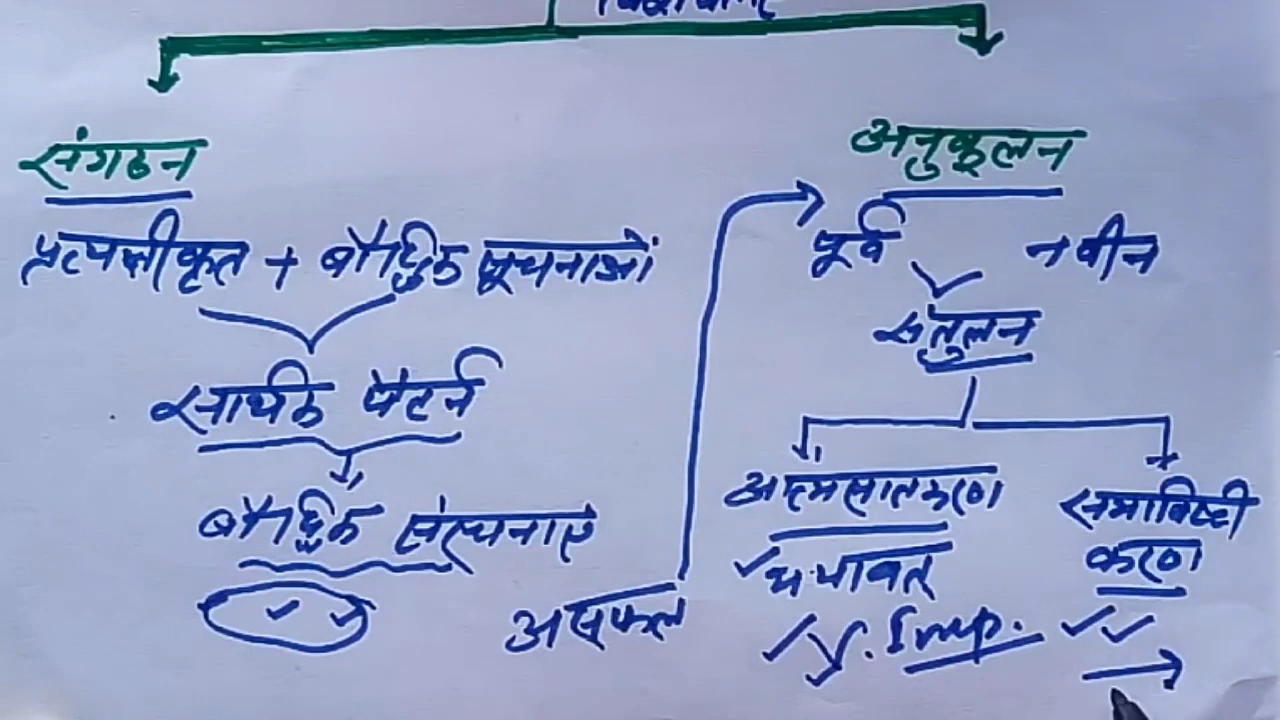 संगठन
प्रत्यक्षीकृत + बौद्धिक सूचनाओं
सार्थक पैटर्न
बौद्धिक संरचनाए
असफल
अनुकूलन
पूर्व नवीन
संतुलन
आत्मसातकरण
यथावत
V. Imp.
समाविष्टी
करण